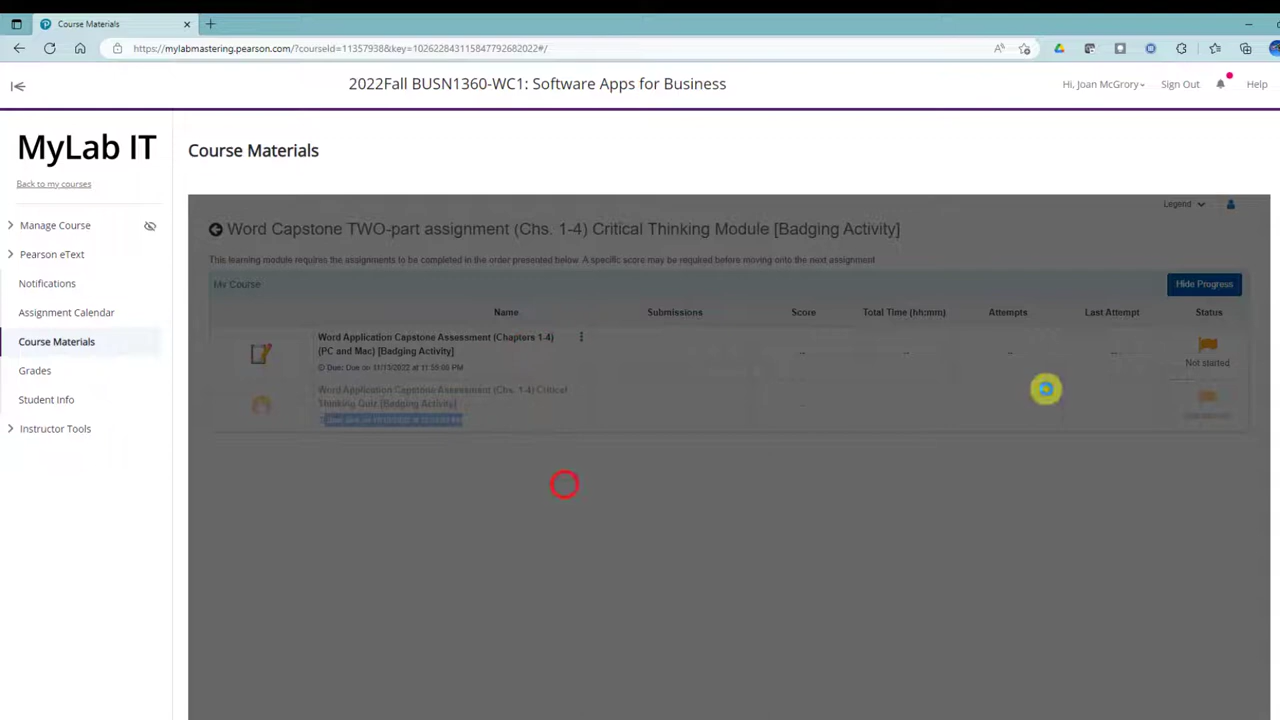 Course Materials
https://mylabmastering.pearson.com/?courseId=11357938&key=102622843115847792682022#/
2022Fall BUSN1360-WC1: Software Apps for Business
Hi, Joan McGrory
Sign Out
Help
MyLab IT
Back to my courses
Manage Course
Pearson eText
Notifications
Assignment Calendar
Course Materials
Grades
Student Info
Instructor Tools
Course Materials
Legend
Word Capstone TWO-part assignment (Chs. 1-4) Critical Thinking Module [Badging Activity]
This learning module requires the assignments to be completed in the order presented below. A specific score may be required before moving onto the next assignment
My Course
Hide Progress
Name Submissions Score Total Time (hh:mm) Attempts Last Attempt Status
Word Application Capstone Assessment (Chapters 1-4)
(PC and Mac) [Badging Activity]
Due: Due on 11/13/2022 at 11:59:00 PM
-- -- -- --
Not started
Word Application Capstone Assessment (Chs. 1-4) Critical
Thinking Quiz [Badging Activity]